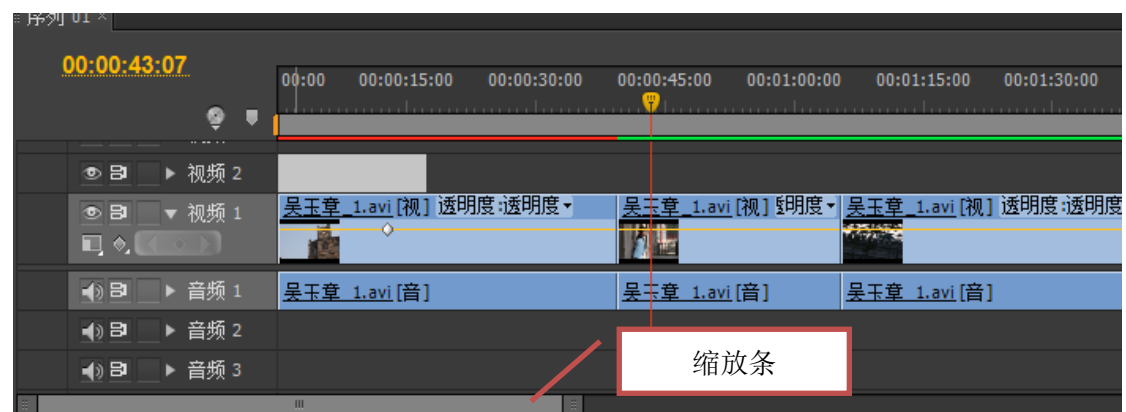 序列 01 ×
00:00:43:07
00:00 00:00:15:00 00:00:30:00 00:00:45:00 00:01:00:00 00:01:15:00 00:01:30:00
视频 2
视频 1
吴玉章_1.avi [视] 透明度:透明度
吴玉章_1.avi [视] 明度
吴玉章_1.avi [视] 透明度:透明度
音频 1
吴玉章_1.avi [音]
吴玉章_1.avi [音]
吴玉章_1.avi [音]
音频 2
音频 3
缩放条